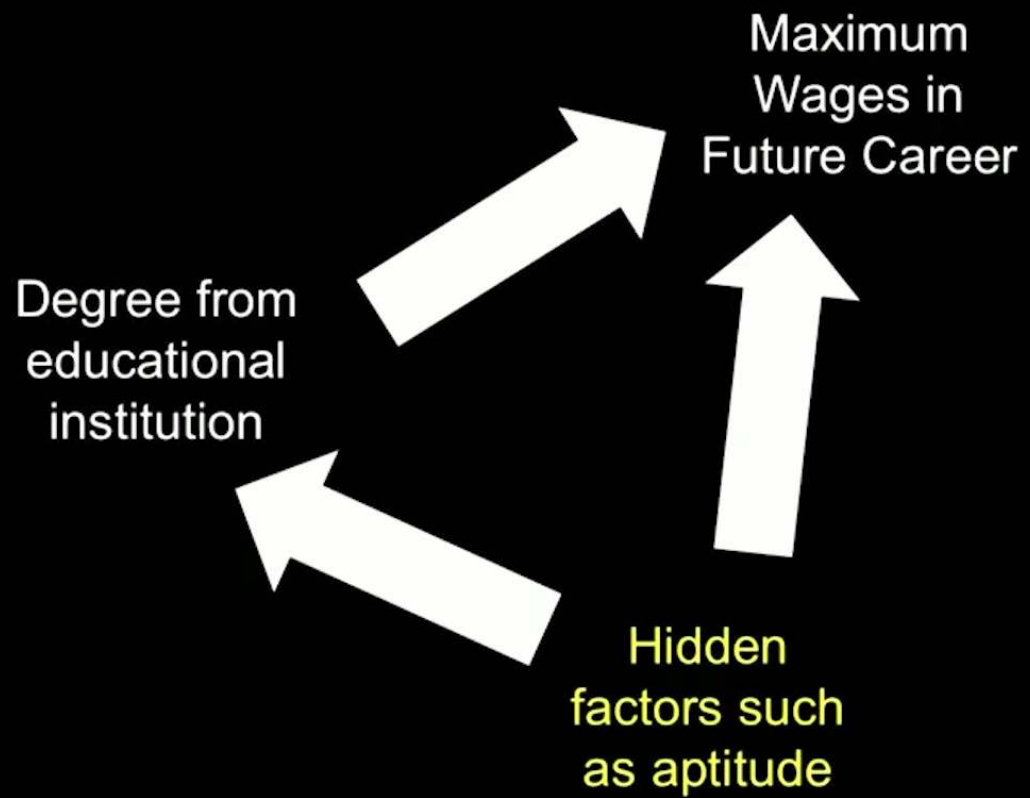 Maximum
Wages in
Future Career
Degree from
educational
institution
Hidden
factors such
as aptitude